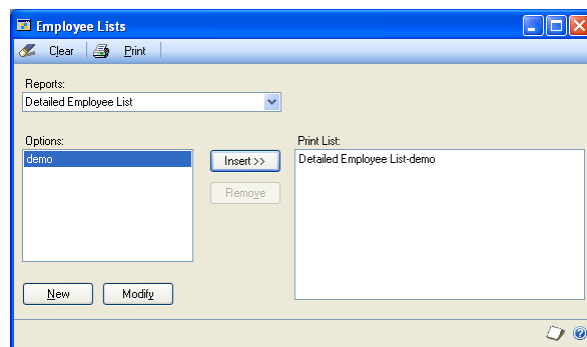 Employee Lists
Clear Print
Reports:
Detailed Employee List
Options:
demo
Insert >>
Remove
Print List:
Detailed Employee List-demo
New Modify